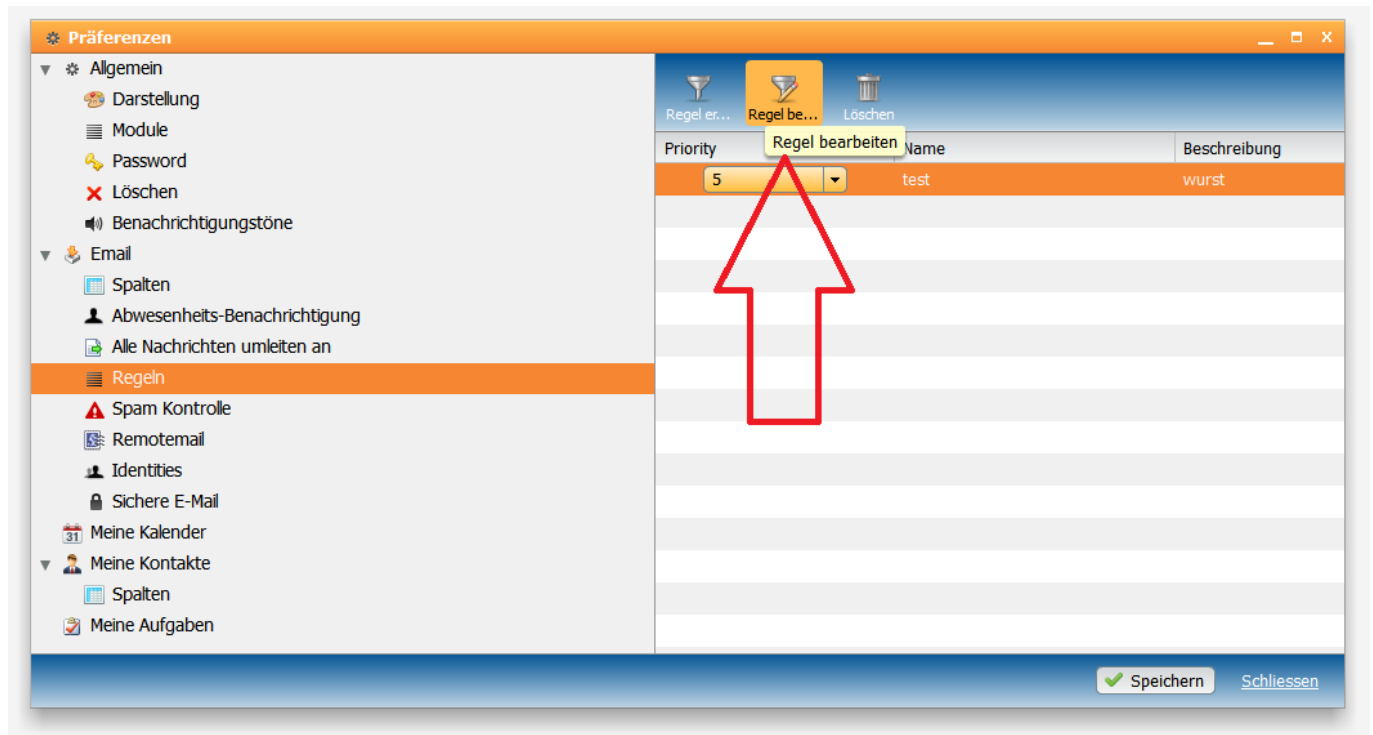 Präferenzen
Allgemein
Darstellung
Module
Password
Löschen
Benachrichtigungstöne
Email
Spalten
Abwesenheits-Benachrichtigung
Alle Nachrichten umleiten an
Regeln
Spam Kontrolle
Remotemail
Identities
Sichere E-Mail
31 Meine Kalender
Meine Kontakte
Spalten
Meine Aufgaben
Regel er... Regel be... Löschen
Regel bearbeiten
Priority Name Beschreibung
5 test wurst
Speichern Schliessen